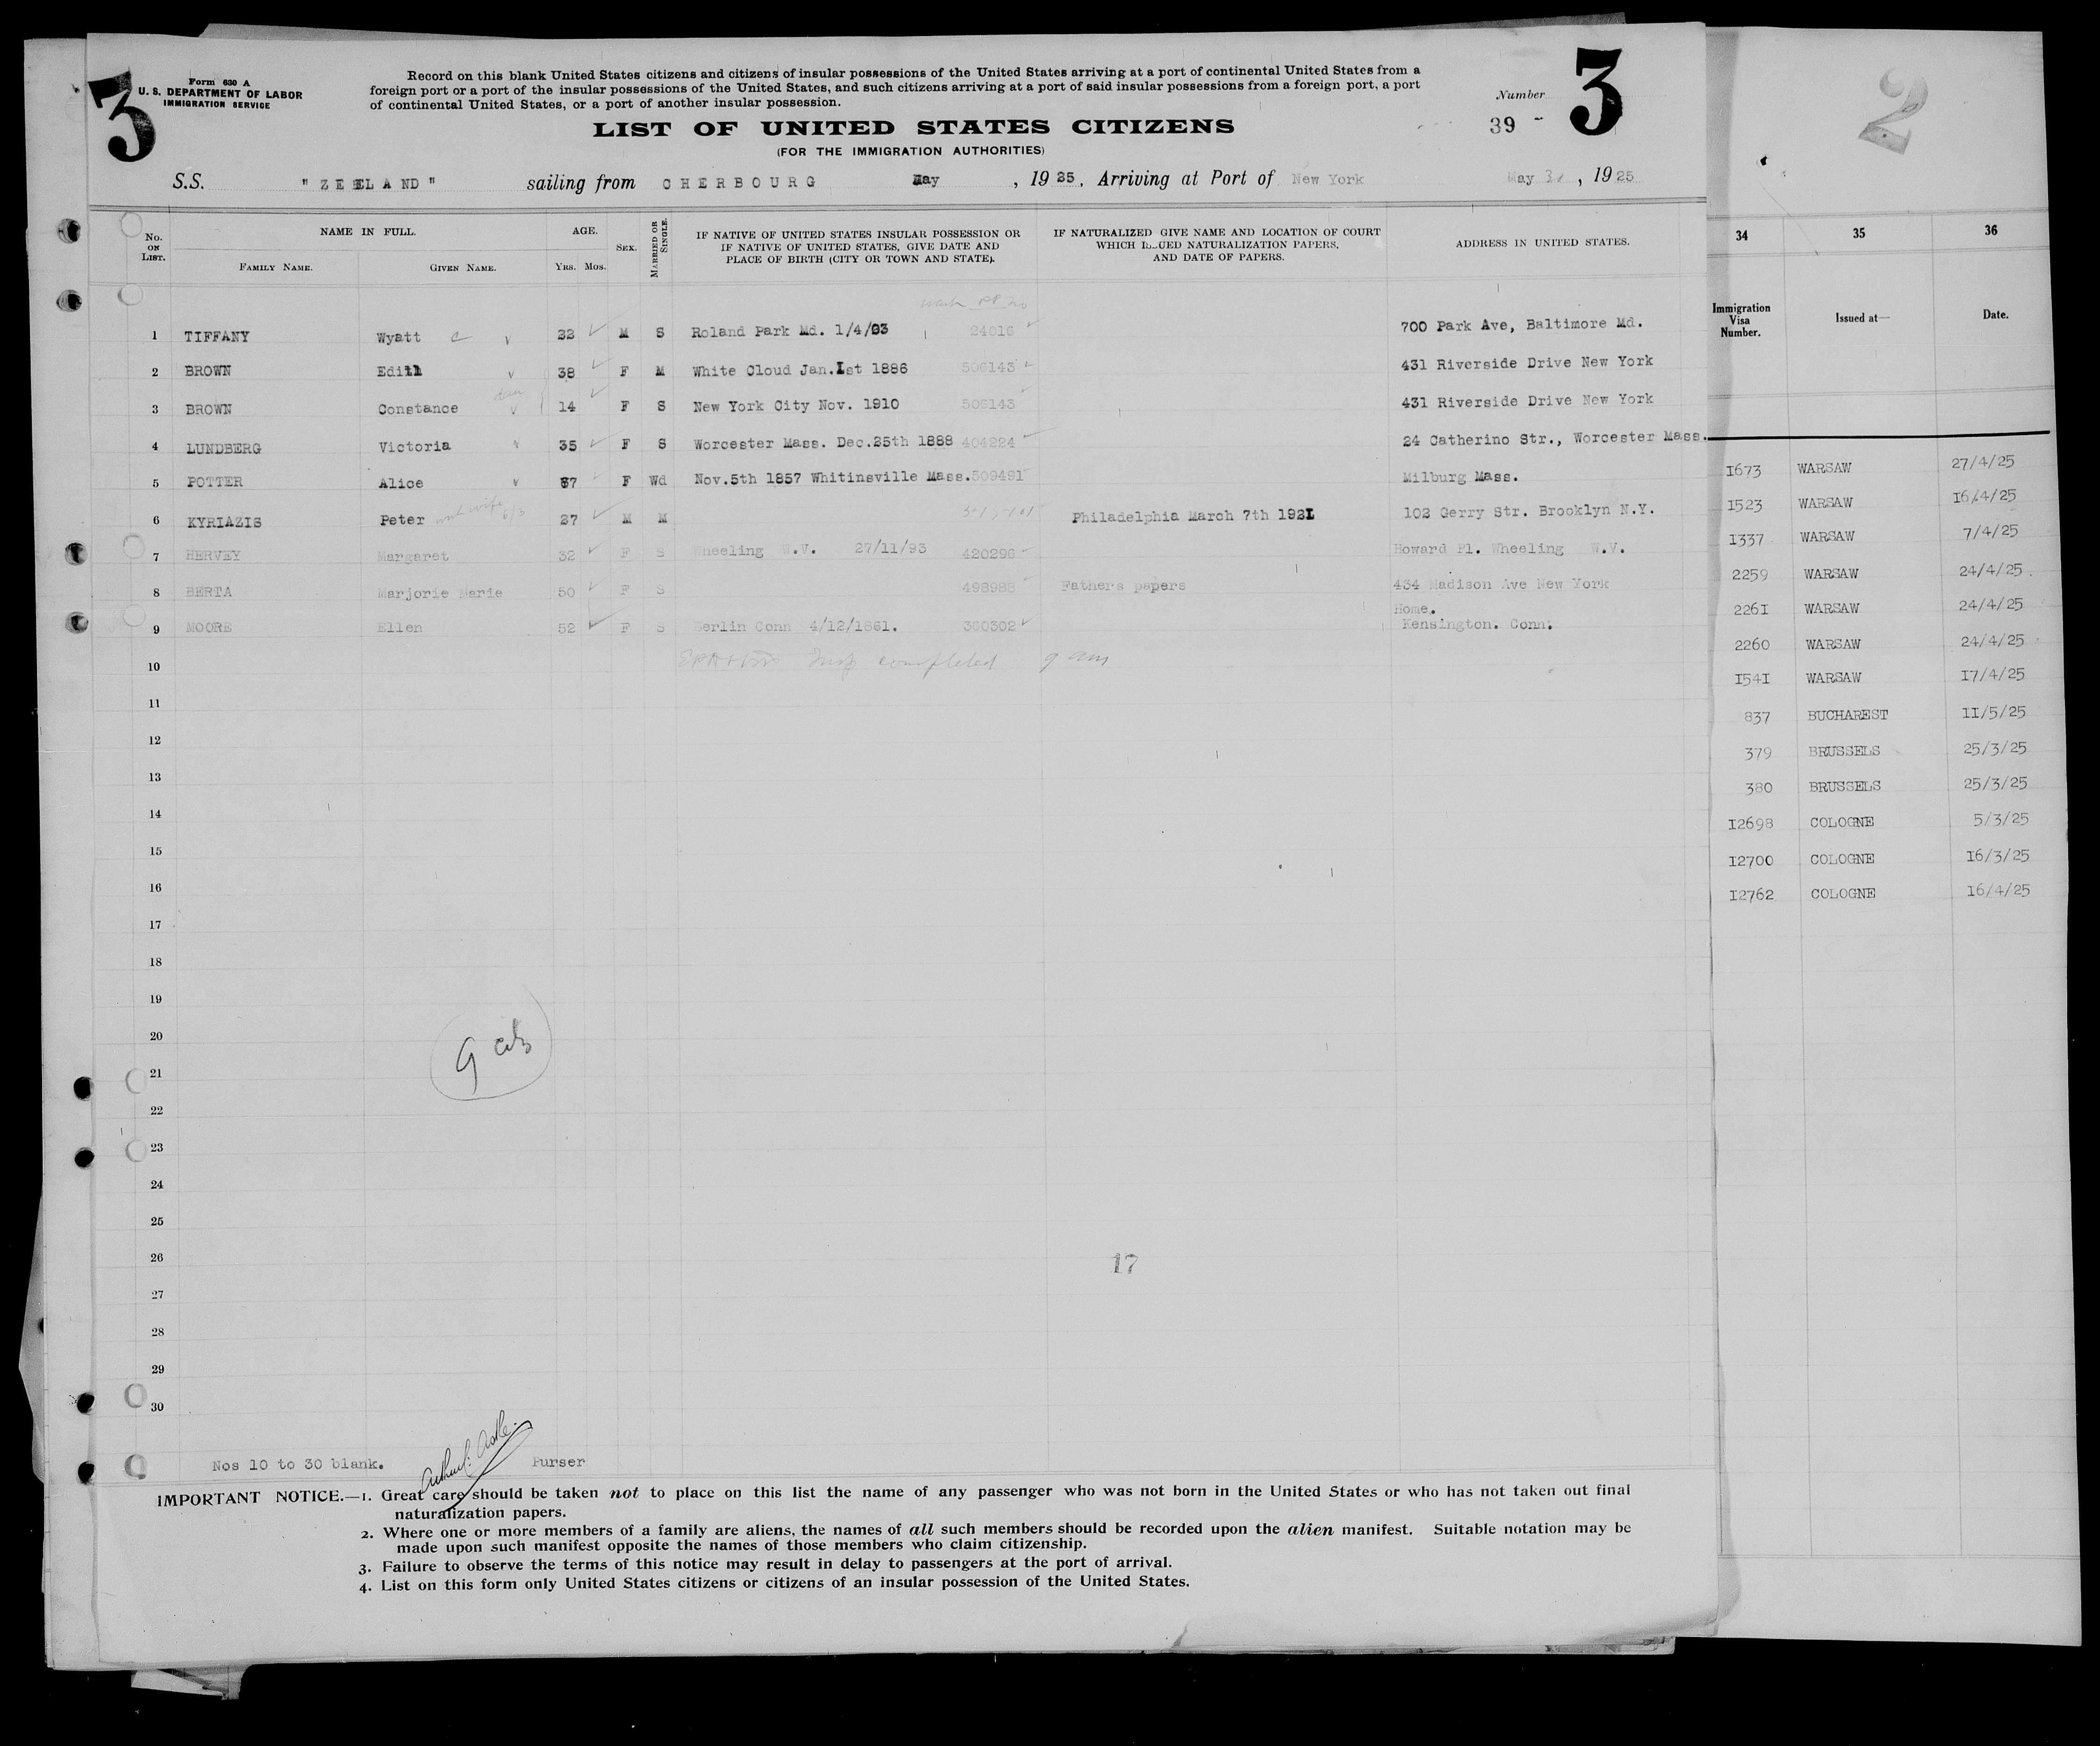 3
Form 630 A
U. S. DEPARTMENT OF LABOR
IMMIGRATION SERVICE
Record on this blank United States citizens and citizens of insular possessions of the United States arriving at a port of continental United States from a
foreign port or a port of the insular possessions of the United States, and such citizens arriving at a port of said insular possessions from a foreign port, a port
of continental United States, or a port of another insular possession.
Number
39 -
3
2
LIST OF UNITED STATES CITIZENS
(FOR THE IMMIGRATION AUTHORITIES)
S.S. "ZEELAND" sailing from CHERBOURG May , 1925, Arriving at Port of New York May , 1925
No. ON LIST.
NAME IN FULL.
FAMILY NAME. GIVEN NAME.
AGE.
YRS. MOS.
SEX.
MARRIED OR SINGLE.
IF NATIVE OF UNITED STATES INSULAR POSSESSION OR
IF NATIVE OF UNITED STATES, GIVE DATE AND
PLACE OF BIRTH (CITY OR TOWN AND STATE).
IF NATURALIZED GIVE NAME AND LOCATION OF COURT
WHICH ISSUED NATURALIZATION PAPERS,
AND DATE OF PAPERS.
ADDRESS IN UNITED STATES.
34 35 36
Immigration Visa Number. Issued at— Date.
1 TIFFANY Wyatt C 22 M S Roland Park Md. 1/4/93 24016 700 Park Ave, Baltimore Md.
2 BROWN Edith 38 F M White Cloud Jan.Ist 1886 506143 431 Riverside Drive New York
3 BROWN Constance 14 F S New York City Nov. 1910 506143 431 Riverside Drive New York
4 LUNDBERG Victoria 35 F S Worcester Mass. Dec.25th 1888 404224 24 Catherino Str., Worcester Mass.
5 POTTER Alice 67 F Wd Nov.5th 1857 Whitinsville Mass. 509491 Milburg Mass.
6 KYRIAZIS Peter 27 M M Philadelphia March 7th 1921 102 Gerry Str. Brooklyn N.Y.
7 HERVEY Margaret 32 F S Wheeling W.V. 27/11/93 420296 Howard Pl. Wheeling W.V.
8 BERTA Marjorie Marie 50 F S 498988 Fathers papers 434 Madison Ave New York
9 MOORE Ellen 52 F S Berlin Conn 4/12/1861. 360302 Home.
Kensington. Conn.
10 Insp completed 9 am
11
12
13
14
15
16
17
18
19
20
21
22
23
24
25
26
27
28
29
30
9 cits
17
1673 WARSAW 27/4/25
1523 WARSAW 16/4/25
1337 WARSAW 7/4/25
2259 WARSAW 24/4/25
2261 WARSAW 24/4/25
2260 WARSAW 24/4/25
1541 WARSAW 17/4/25
837 BUCHAREST 11/5/25
379 BRUSSELS 25/3/25
380 BRUSSELS 25/3/25
12698 COLOGNE 5/3/25
12700 COLOGNE 16/3/25
12762 COLOGNE 16/4/25
Nos 10 to 30 blank. Purser
IMPORTANT NOTICE.—1. Great care should be taken not to place on this list the name of any passenger who was not born in the United States or who has not taken out final
naturalization papers.
2. Where one or more members of a family are aliens, the names of all such members should be recorded upon the alien manifest. Suitable notation may be
made upon such manifest opposite the names of those members who claim citizenship.
3. Failure to observe the terms of this notice may result in delay to passengers at the port of arrival.
4. List on this form only United States citizens or citizens of an insular possession of the United States.